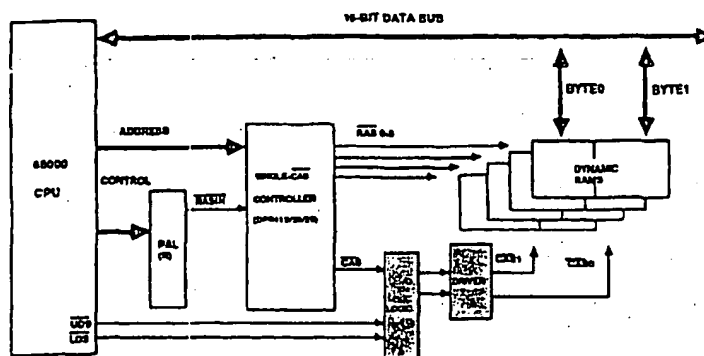 16-BIT DATA BUS
BYTE0
BYTE1
ADDRESS
RAS 0-3
68000
CPU
CONTROL
SINGLE-CAS
CONTROLLER
DYNAMIC
RAMS
RASIN
PAL
CAS
DRIVER
CAS1
CAS0
UDS
LDS